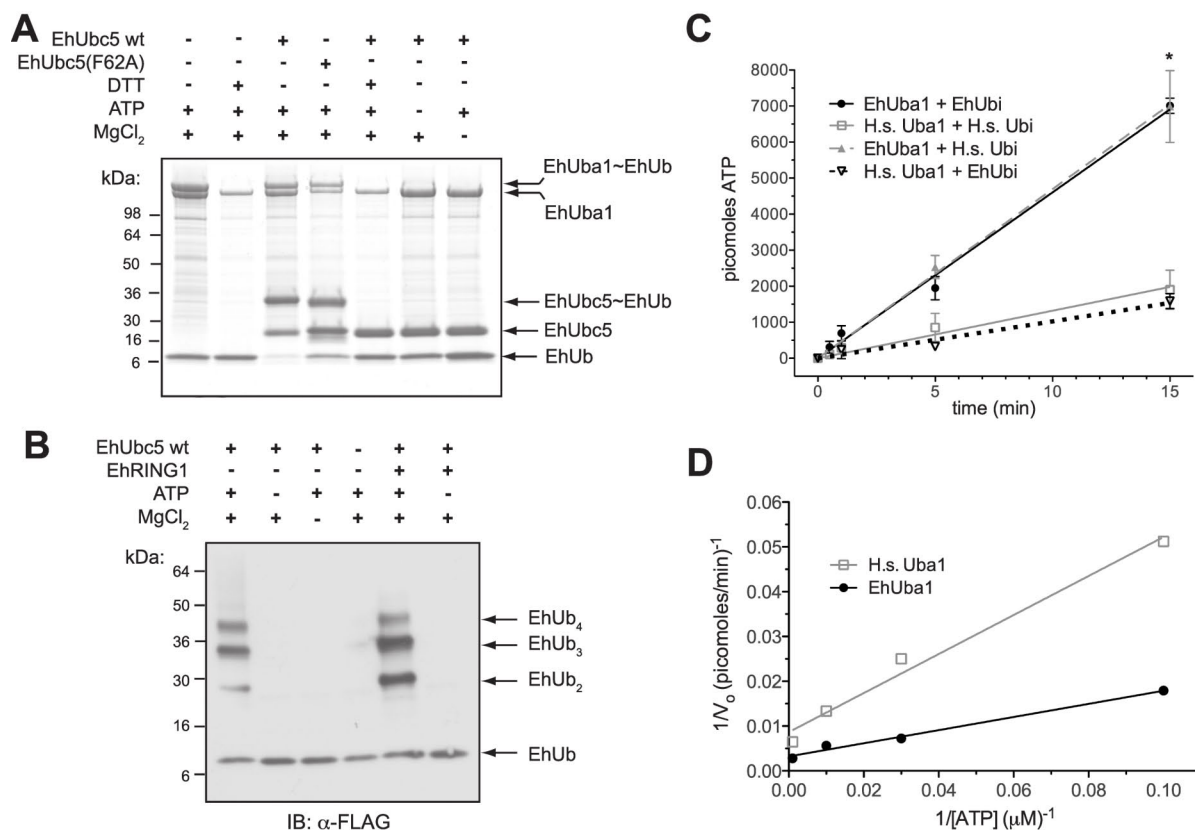 A
EhUbc5 wt - - + - + + +
EhUbc5(F62A) - - - + - - -
DTT - + - - + - -
ATP + + + + + - +
MgCl2 + + + + + + -
kDa:
98
64
50
36
30
16
6
EhUba1~EhUb
EhUba1
EhUbc5~EhUb
EhUbc5
EhUb
B
EhUbc5 wt + + + - + +
EhRING1 - - - - + +
ATP + - + + + -
MgCl2 + + - + + +
kDa:
64
50
36
30
16
6
EhUb4
EhUb3
EhUb2
EhUb
IB: α-FLAG
C
*
EhUba1 + EhUbi
H.s. Uba1 + H.s. Ubi
EhUba1 + H.s. Ubi
H.s. Uba1 + EhUbi
picomoles ATP
8000
7000
6000
5000
4000
3000
2000
1000
0
0 5 10 15
time (min)
D
H.s. Uba1
EhUba1
1/Vo (picomoles/min)-1
0.06
0.05
0.04
0.03
0.02
0.01
0.00
0.00 0.02 0.04 0.06 0.08 0.10
1/[ATP] (μM)-1